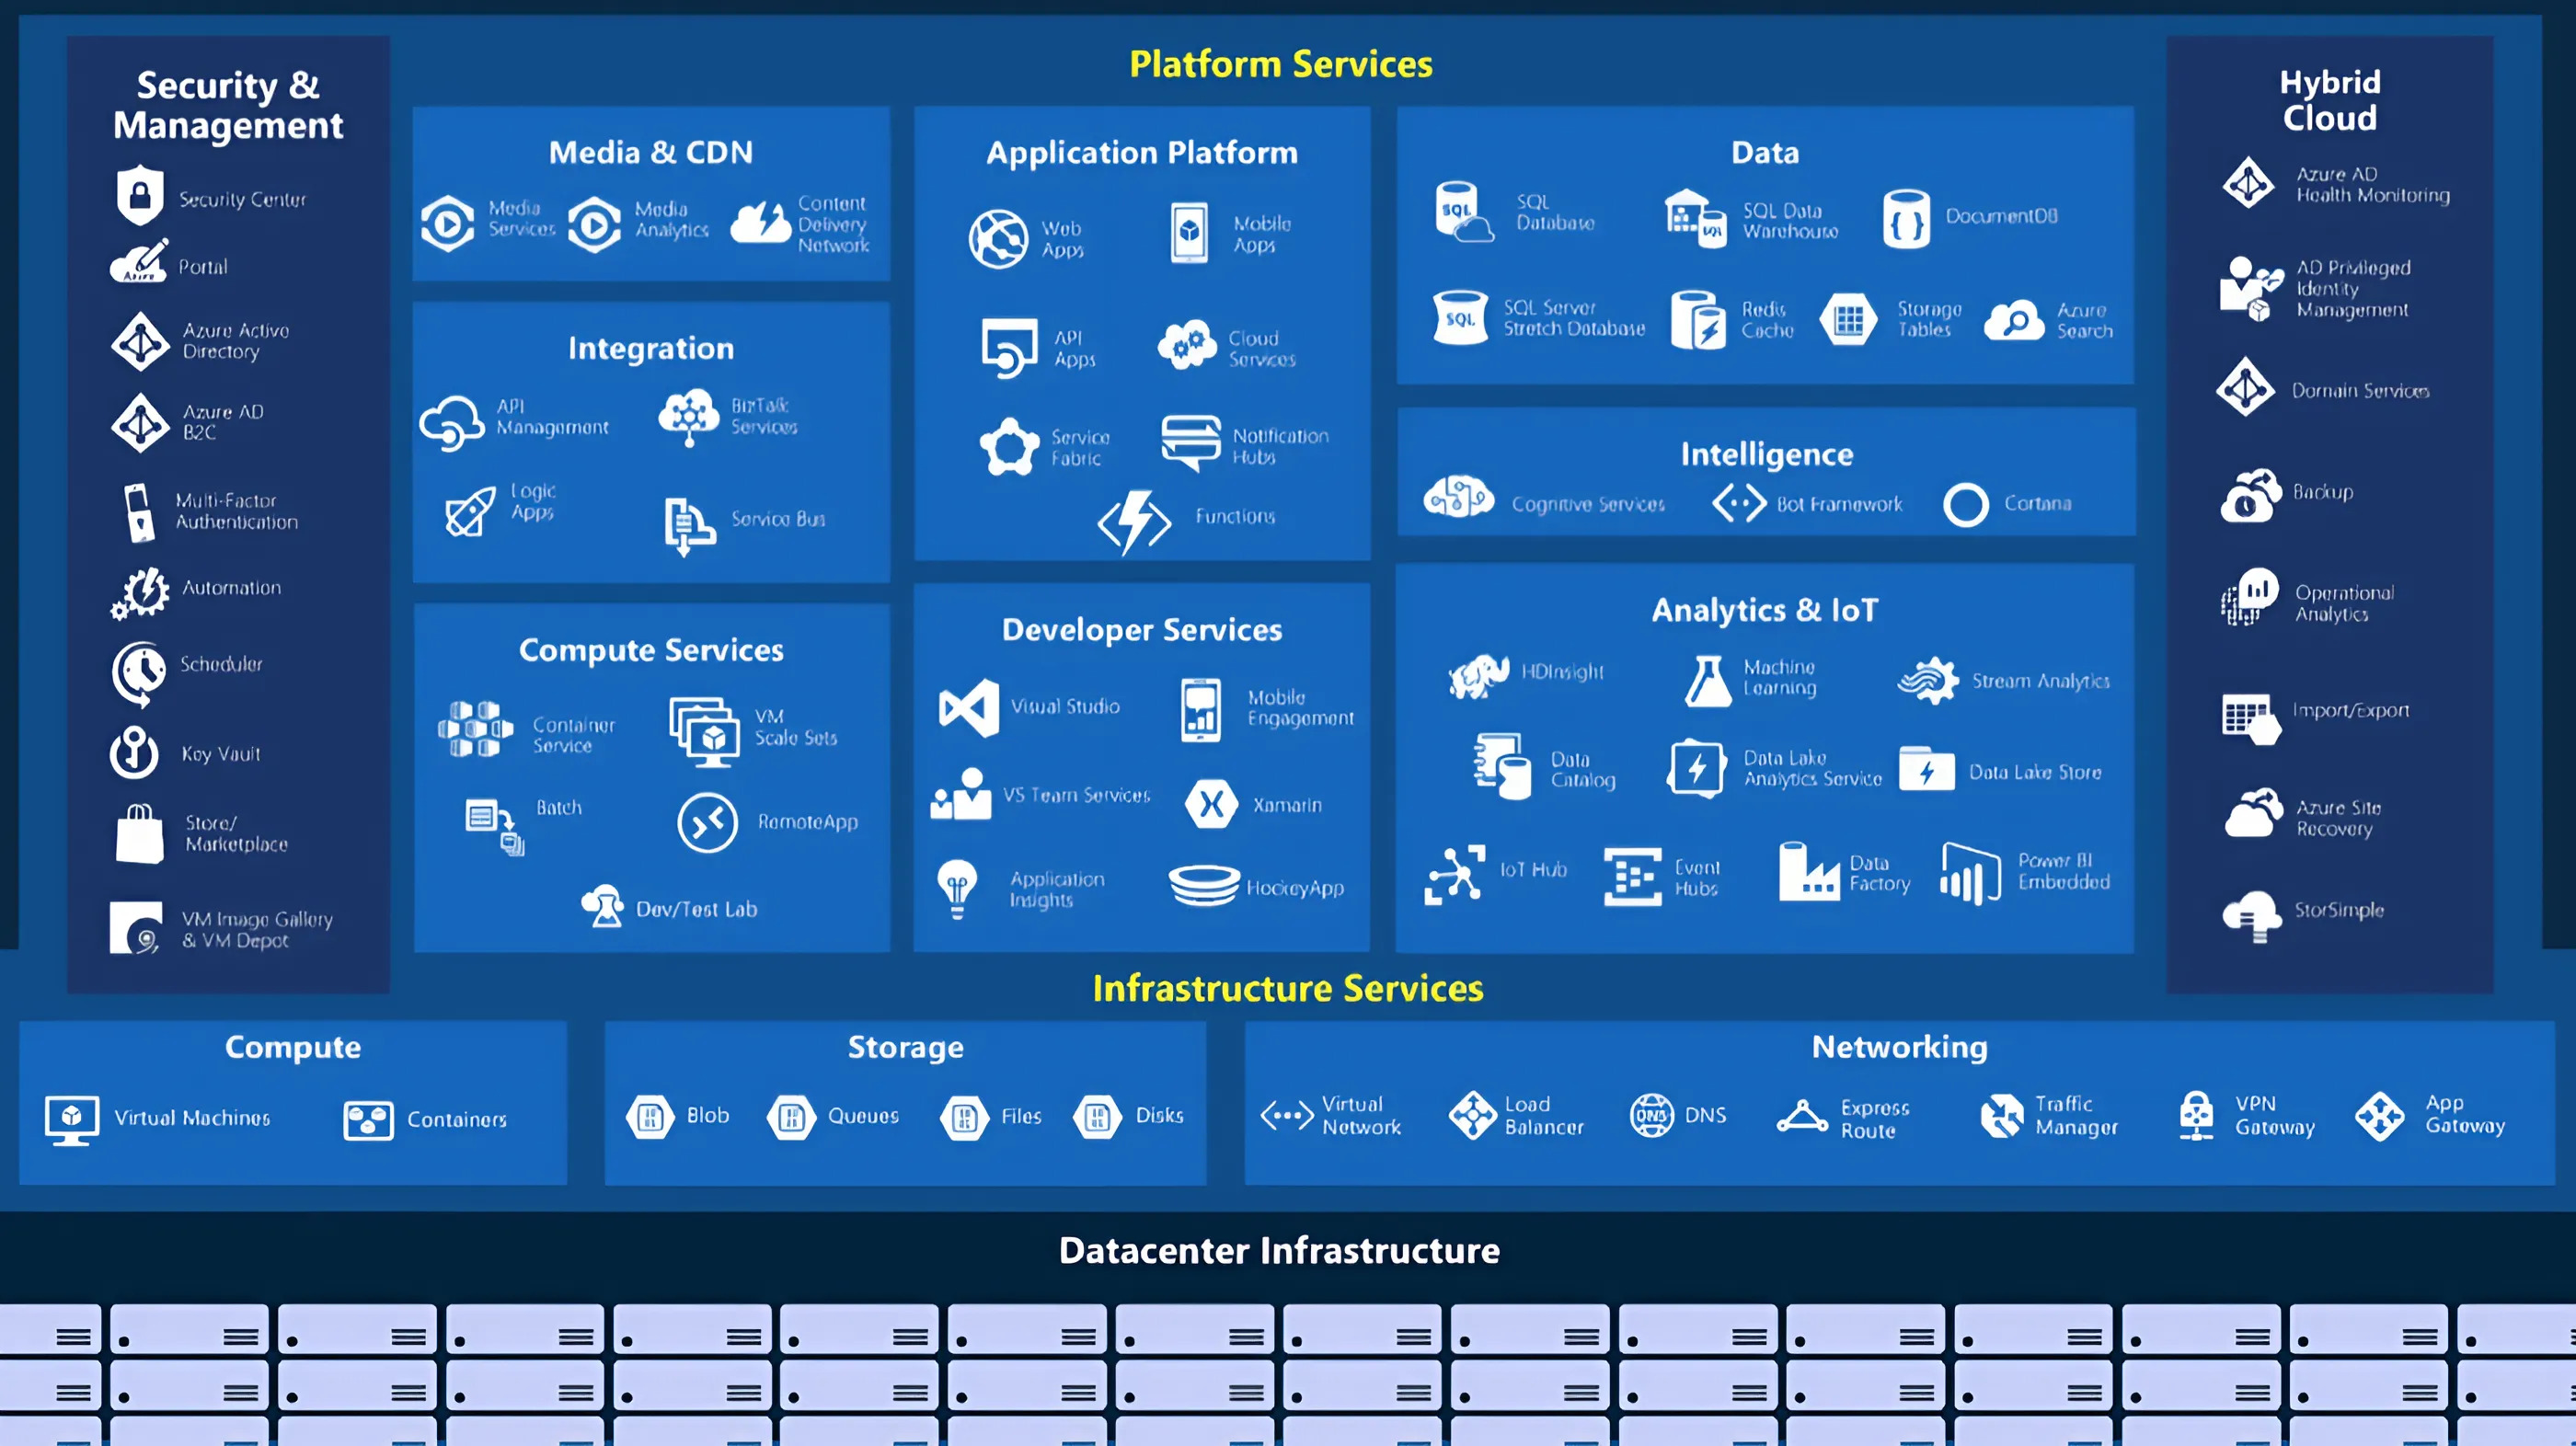 Platform Services
Security &
Management
Security Center
Azure
Portal
Azure Active
Directory
Azure AD
B2C
Multi-Factor
Authentication
Automation
Scheduler
Key Vault
Store/
Marketplace
VM Image Gallery
& VM Depot
Media & CDN
Media
Services
Media
Analytics
Content
Delivery
Network
Integration
API
Management
BizTalk
Services
Logic
Apps
Service Bus
Compute Services
Container
Service
VM
Scale Sets
Batch
RemoteApp
Dev/Test Lab
Application Platform
Web
Apps
Mobile
Apps
API
Apps
Cloud
Services
Service
Fabric
Notification
Hubs
Functions
Developer Services
Visual Studio
Mobile
Engagement
VS Team Services
Xamarin
Application
Insights
HockeyApp
Data
SQL
SQL
Database
SQL Data
Warehouse
DocumentDB
SQL
SQL Server
Stretch Database
Redis
Cache
Storage
Tables
Azure
Search
Intelligence
Cognitive Services
Bot Framework
Cortana
Analytics & IoT
HDInsight
Machine
Learning
Stream Analytics
Data
Catalog
Data Lake
Analytics Service
Data Lake Store
IoT Hub
Event
Hubs
Data
Factory
Power BI
Embedded
Hybrid
Cloud
Azure AD
Health Monitoring
AD Privileged
Identity
Management
Domain Services
Backup
Operational
Analytics
Import/Export
Azure Site
Recovery
StorSimple
Infrastructure Services
Compute
Virtual Machines
Containers
Storage
Blob
Queues
Files
Disks
Networking
Virtual
Network
Load
Balancer
DNS
DNS
Express
Route
Traffic
Manager
VPN
Gateway
App
Gateway
Datacenter Infrastructure